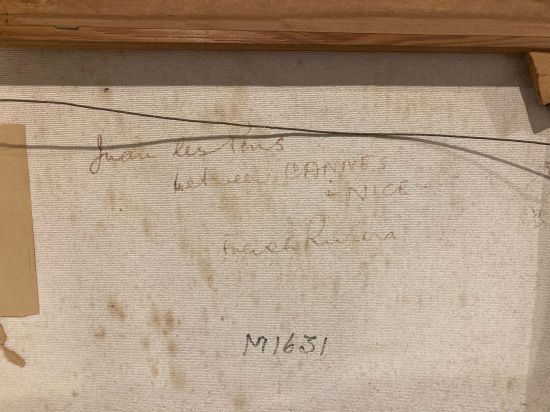 Juan les Pins
between CANNES
& NICE
French Riviera
M1631